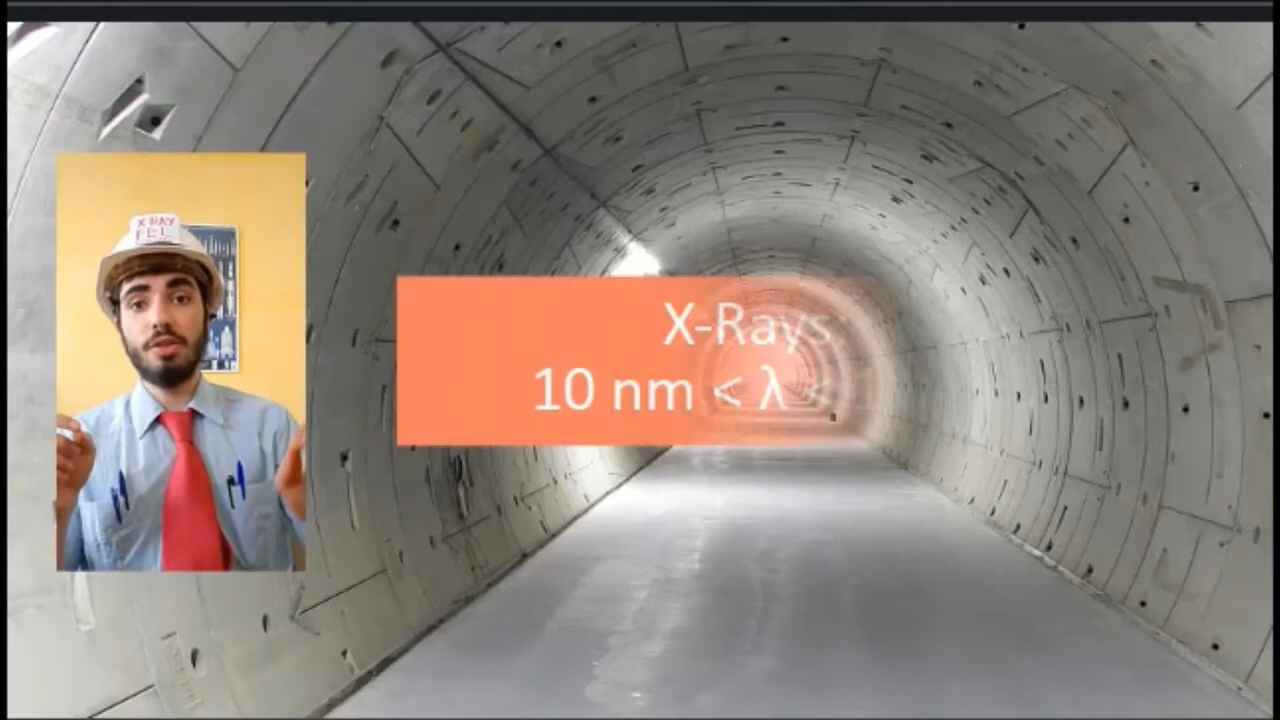 X RAY
FEL
X-Rays
10 nm < λ <